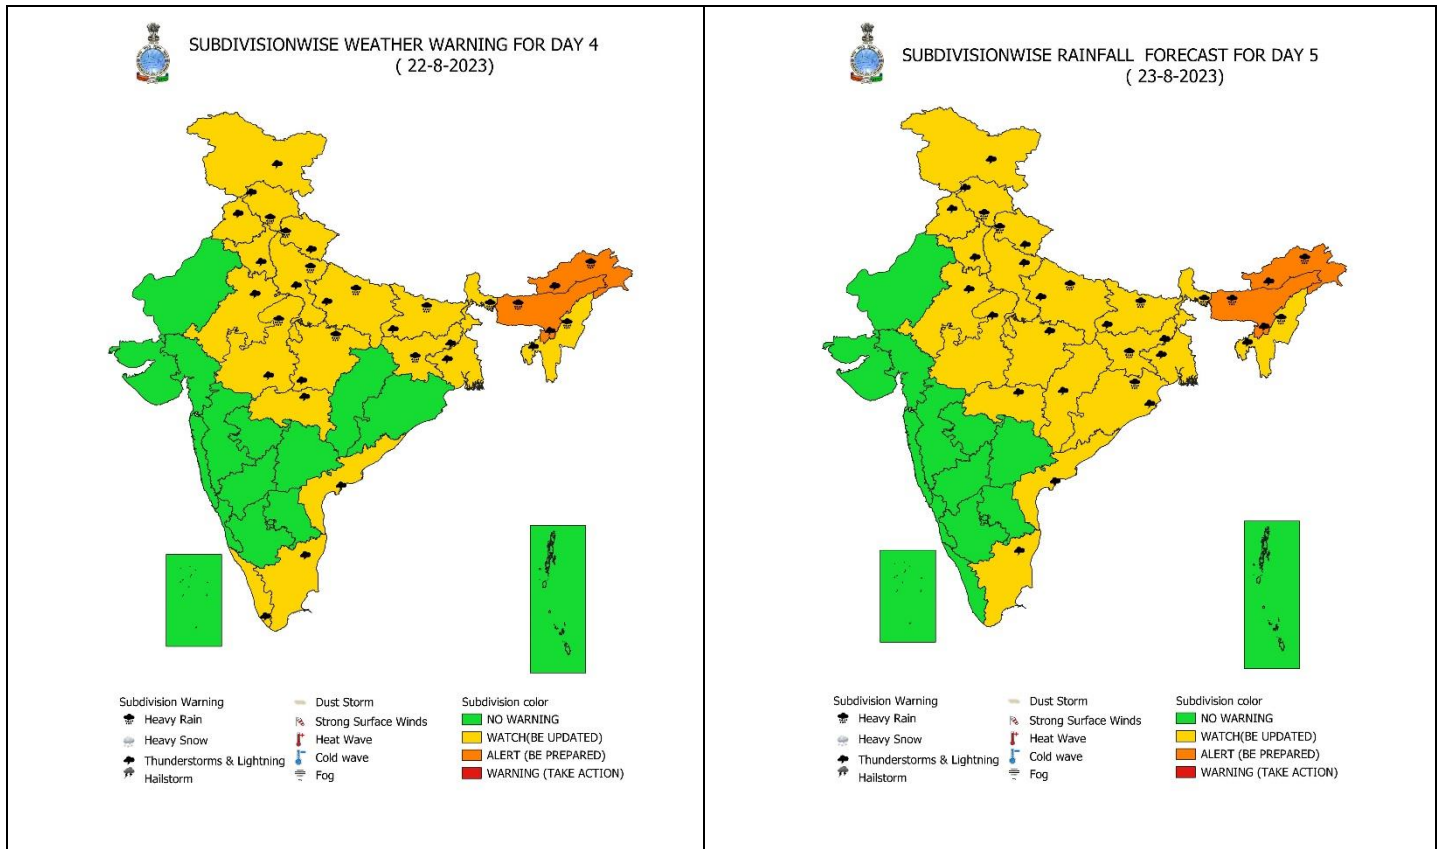 SUBDIVISIONWISE WEATHER WARNING FOR DAY 4
( 22-8-2023)
Subdivision Warning
Heavy Rain
Heavy Snow
Thunderstorms & Lightning
Hailstorm
Dust Storm
Strong Surface Winds
Heat Wave
Cold wave
Fog
Subdivision color
NO WARNING
WATCH(BE UPDATED)
ALERT (BE PREPARED)
WARNING (TAKE ACTION)
SUBDIVISIONWISE RAINFALL FORECAST FOR DAY 5
( 23-8-2023)
Subdivision Warning
Heavy Rain
Heavy Snow
Thunderstorms & Lightning
Hailstorm
Dust Storm
Strong Surface Winds
Heat Wave
Cold wave
Fog
Subdivision color
NO WARNING
WATCH(BE UPDATED)
ALERT (BE PREPARED)
WARNING (TAKE ACTION)